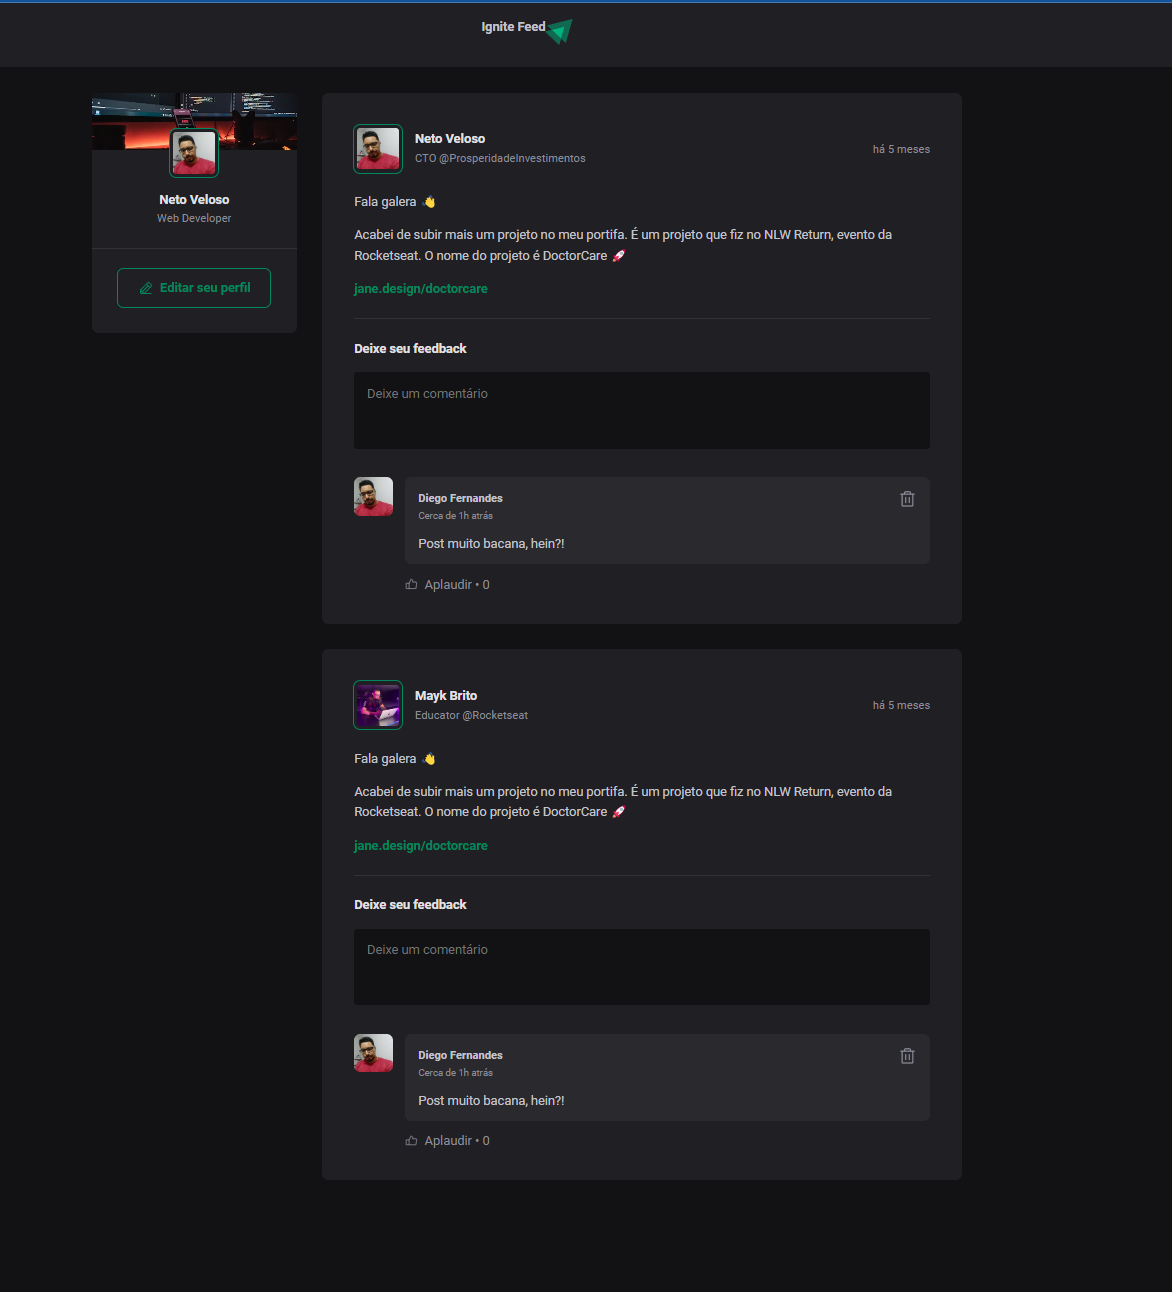 Ignite Feed
Neto Veloso
Web Developer
Editar seu perfil
Neto Veloso
CTO @ProsperidadeInvestimentos
há 5 meses
Fala galera 👋
Acabei de subir mais um projeto no meu portifa. É um projeto que fiz no NLW Return, evento da
Rocketseat. O nome do projeto é DoctorCare 🚀
jane.design/doctorcare
Deixe seu feedback
Deixe um comentário
Diego Fernandes
Cerca de 1h atrás
Post muito bacana, hein?!
Aplaudir • 0
Mayk Brito
Educator @Rocketseat
há 5 meses
Fala galera 👋
Acabei de subir mais um projeto no meu portifa. É um projeto que fiz no NLW Return, evento da
Rocketseat. O nome do projeto é DoctorCare 🚀
jane.design/doctorcare
Deixe seu feedback
Deixe um comentário
Diego Fernandes
Cerca de 1h atrás
Post muito bacana, hein?!
Aplaudir • 0